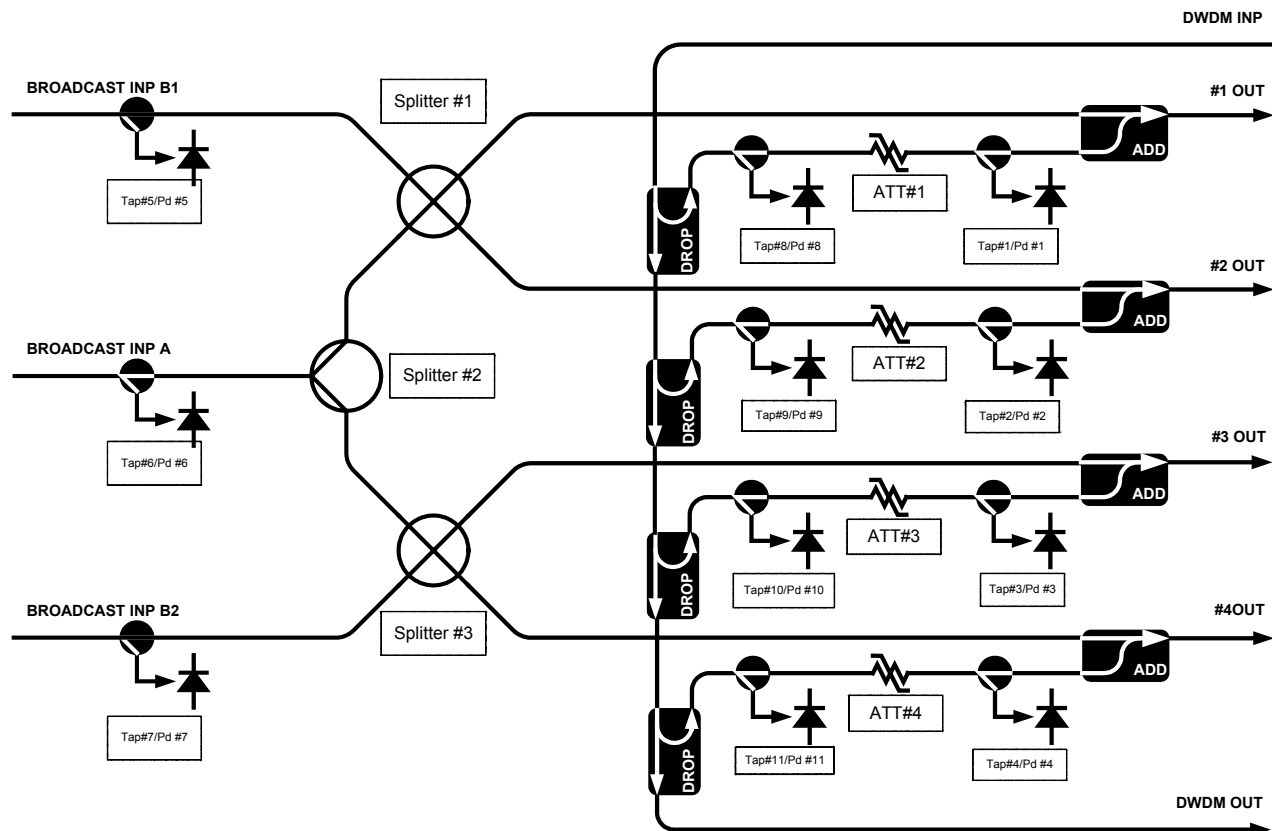 DWDM INP
BROADCAST INP B1
Splitter #1
#1 OUT
ADD
Tap#5/Pd #5
ATT#1
DROP
Tap#8/Pd #8
Tap#1/Pd #1
#2 OUT
ADD
BROADCAST INP A
Splitter #2
ATT#2
DROP
Tap#9/Pd #9
Tap#2/Pd #2
Tap#6/Pd #6
#3 OUT
ADD
ATT#3
DROP
Tap#10/Pd #10
Tap#3/Pd #3
BROADCAST INP B2
Splitter #3
#4OUT
ADD
ATT#4
DROP
Tap#7/Pd #7
Tap#11/Pd #11
Tap#4/Pd #4
DWDM OUT